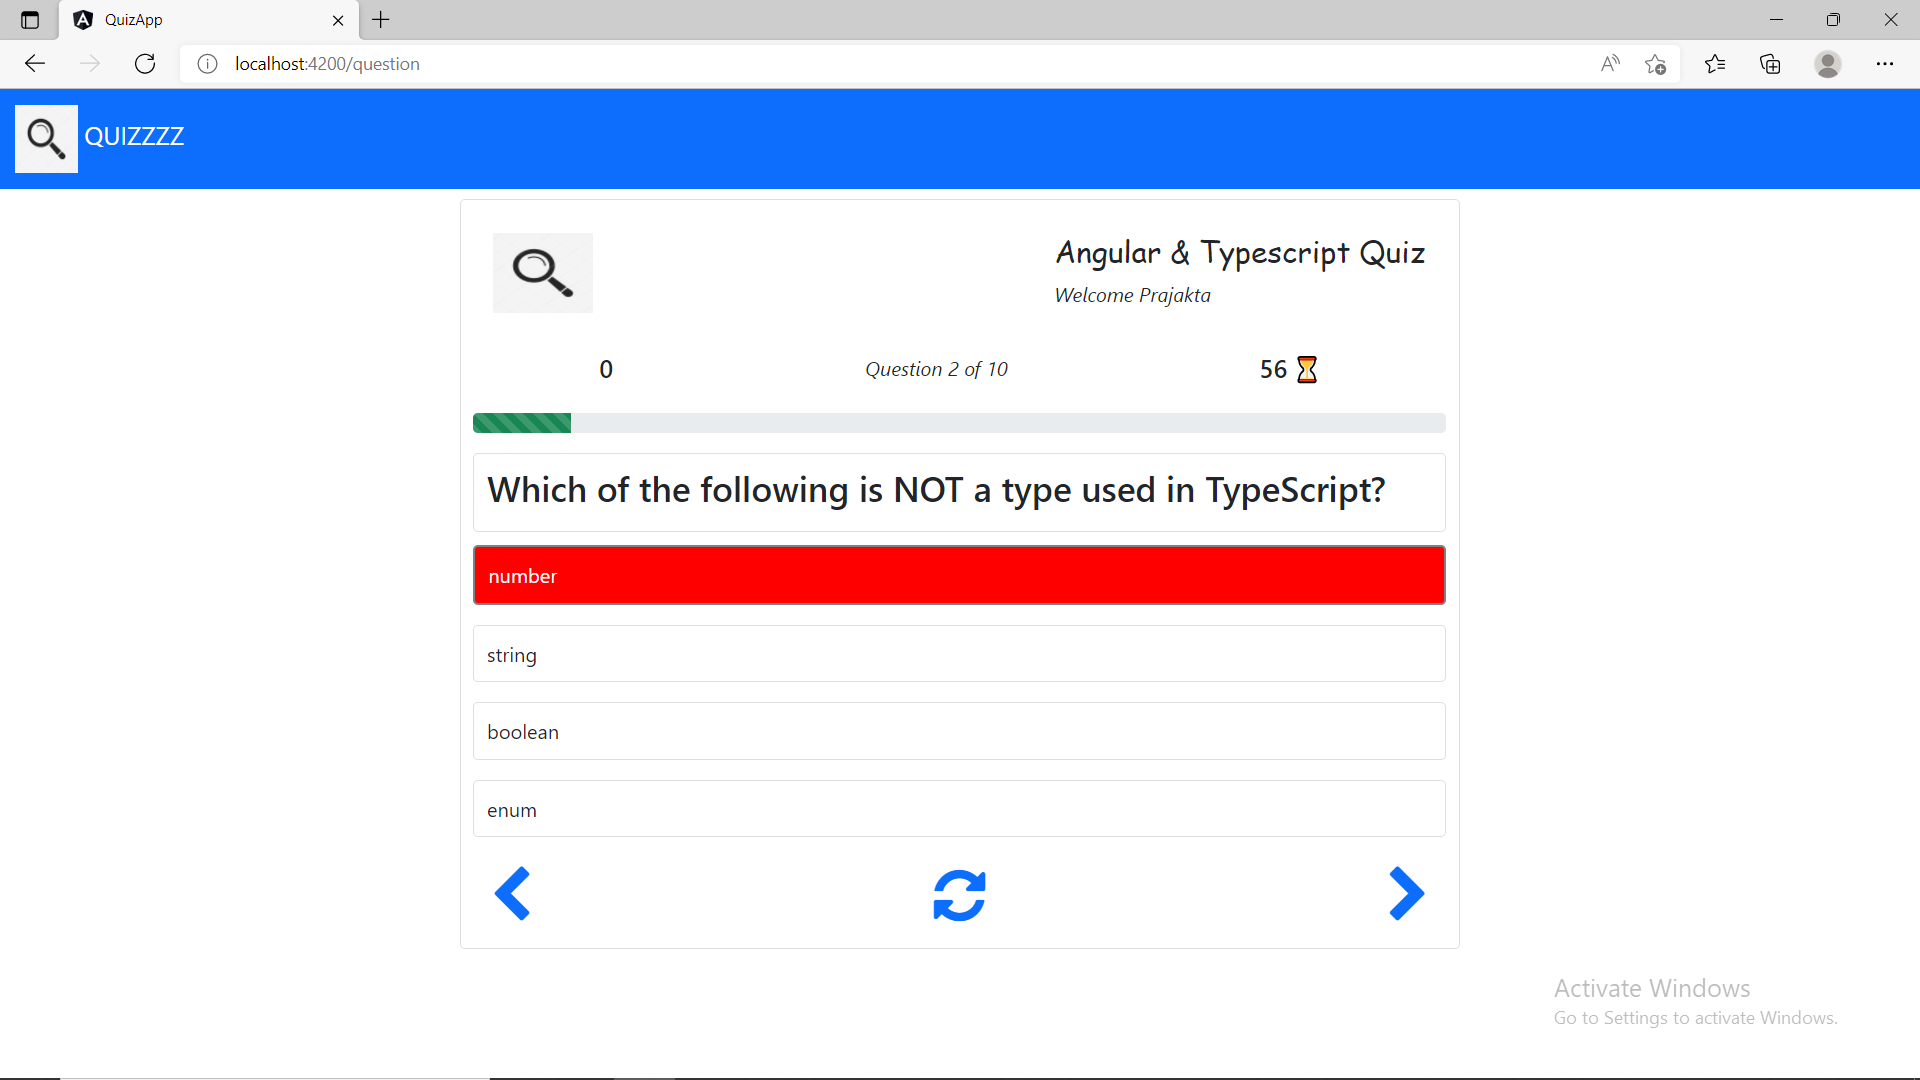 QuizApp
localhost:4200/question
QUIZZZZ
Angular & Typescript Quiz
Welcome Prajakta
0
Question 2 of 10
56
Which of the following is NOT a type used in TypeScript?
number
string
boolean
enum
Activate Windows
Go to Settings to activate Windows.